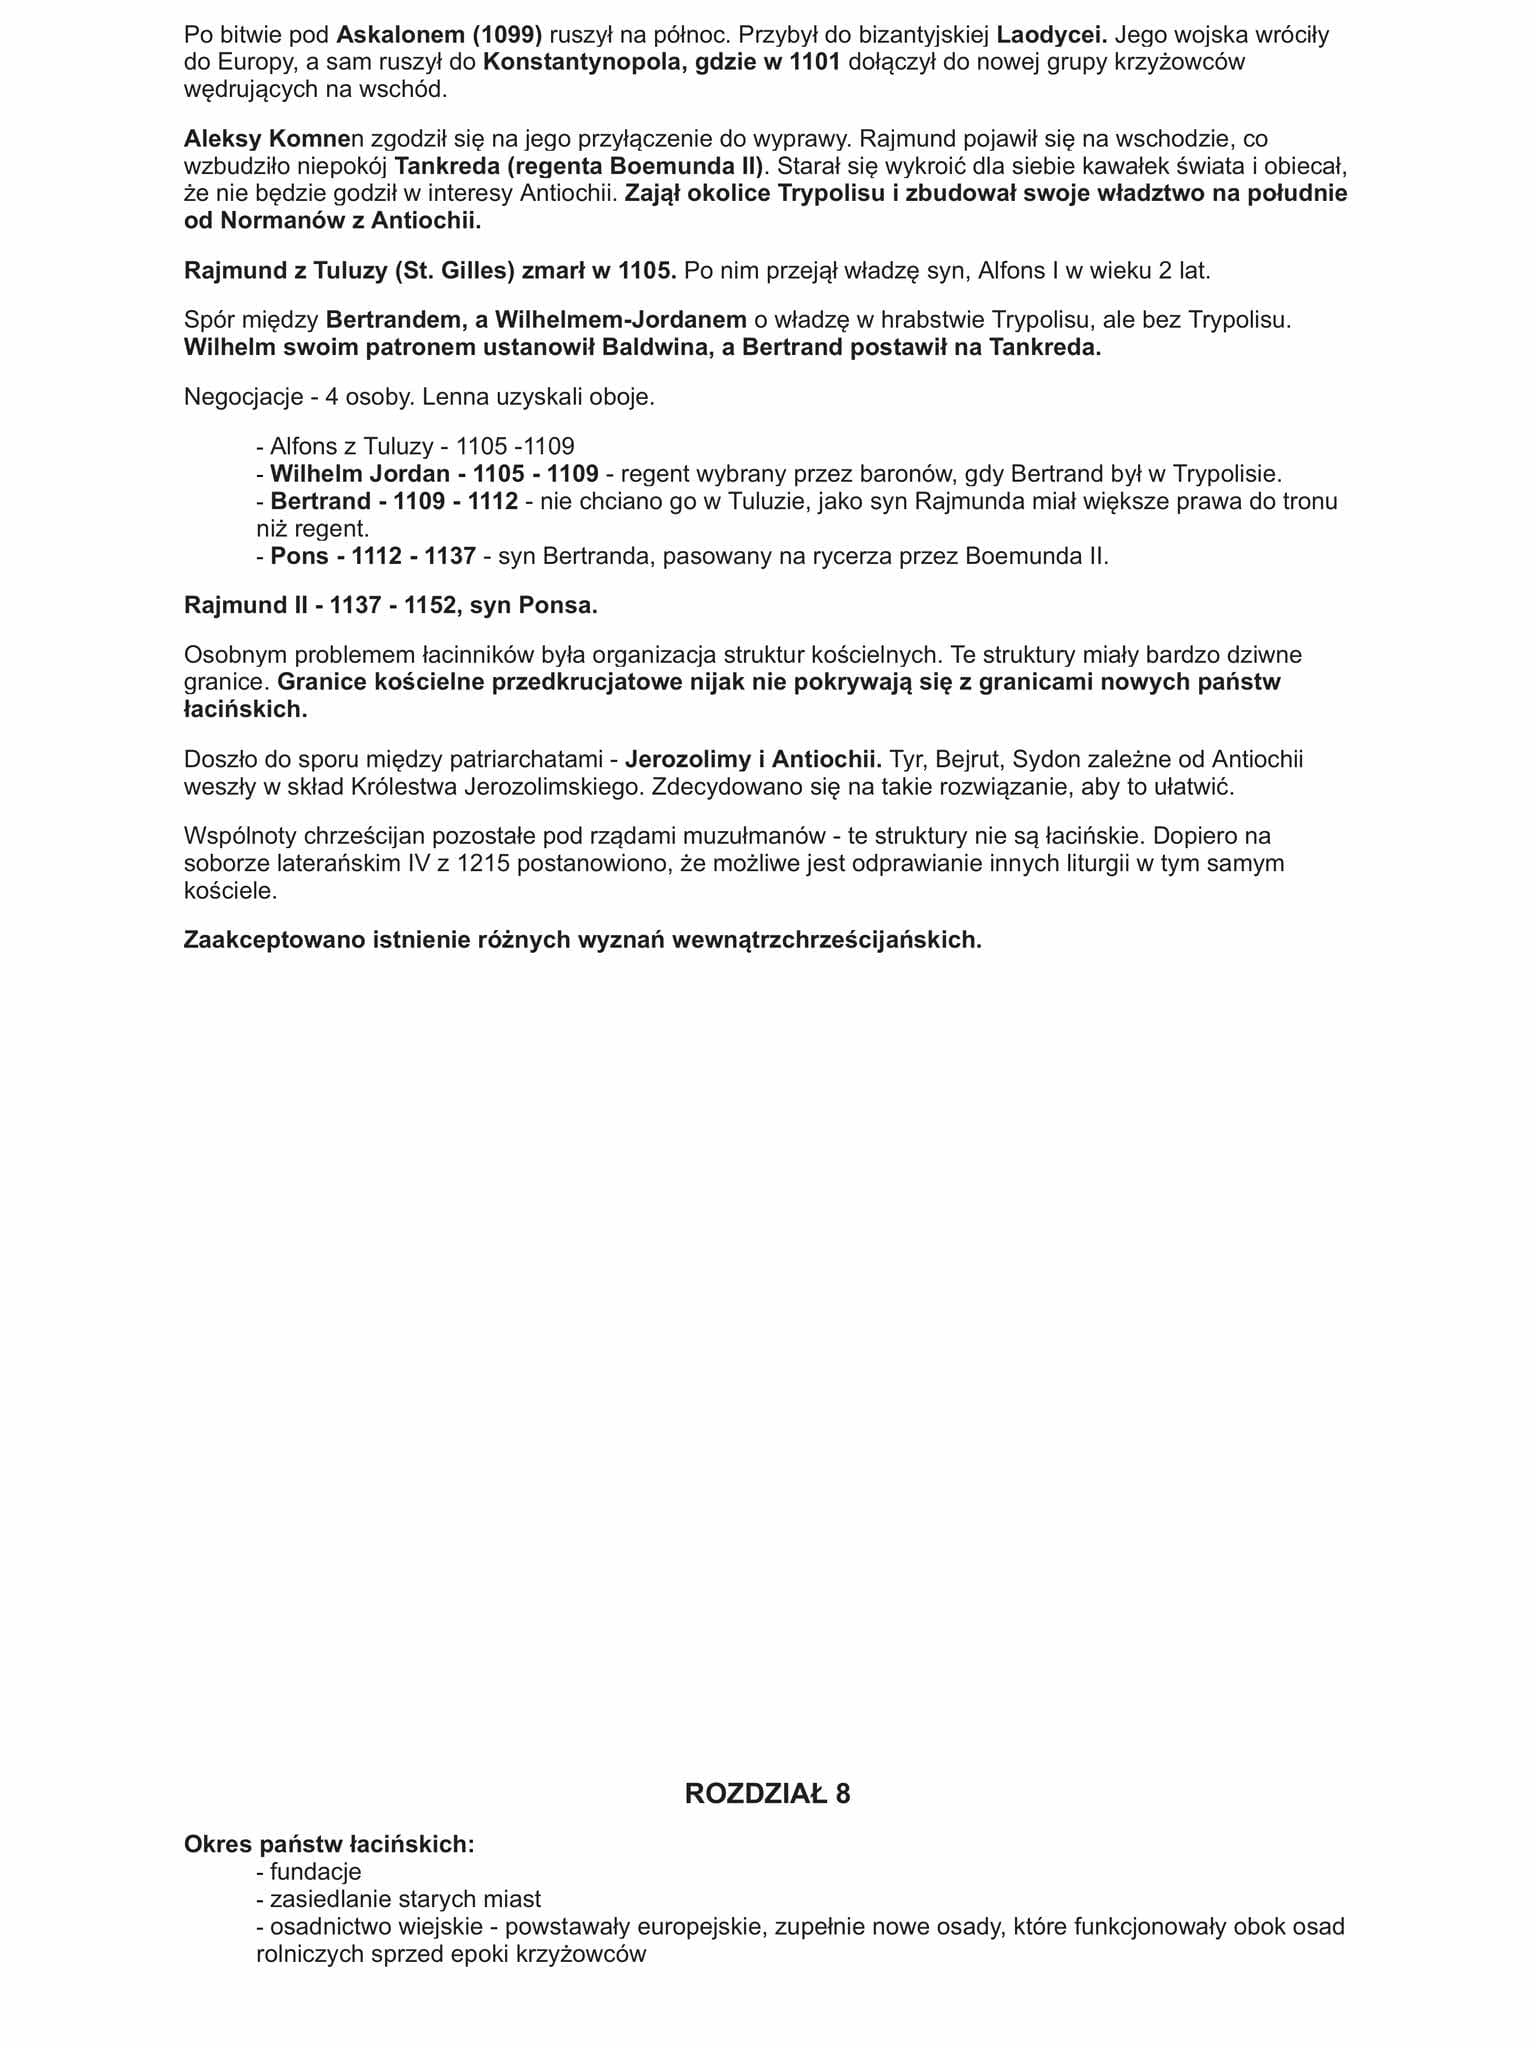 Po bitwie pod Askalonem (1099) ruszył na północ. Przybył do bizantyjskiej Laodycei. Jego wojska wróciły
do Europy, a sam ruszył do Konstantynopola, gdzie w 1101 dołączył do nowej grupy krzyżowców
wędrujących na wschód.
Aleksy Komnen zgodził się na jego przyłączenie do wyprawy. Rajmund pojawił się na wschodzie, co
wzbudziło niepokój Tankreda (regenta Boemunda II). Starał się wykroić dla siebie kawałek świata i obiecał,
że nie będzie godził w interesy Antiochii. Zajął okolice Trypolisu i zbudował swoje władztwo na południe
od Normanów z Antiochii.
Rajmund z Tuluzy (St. Gilles) zmarł w 1105. Po nim przejął władzę syn, Alfons I w wieku 2 lat.
Spór między Bertrandem, a Wilhelmem-Jordanem o władzę w hrabstwie Trypolisu, ale bez Trypolisu.
Wilhelm swoim patronem ustanowił Baldwina, a Bertrand postawił na Tankreda.
Negocjacje - 4 osoby. Lenna uzyskali oboje.
- Alfons z Tuluzy - 1105 -1109
- Wilhelm Jordan - 1105 - 1109 - regent wybrany przez baronów, gdy Bertrand był w Trypolisie.
- Bertrand - 1109 - 1112 - nie chciano go w Tuluzie, jako syn Rajmunda miał większe prawa do tronu
niż regent.
- Pons - 1112 - 1137 - syn Bertranda, pasowany na rycerza przez Boemunda II.
Rajmund II - 1137 - 1152, syn Ponsa.
Osobnym problemem łacinników była organizacja struktur kościelnych. Te struktury miały bardzo dziwne
granice. Granice kościelne przedkrucjatowe nijak nie pokrywają się z granicami nowych państw
łacińskich.
Doszło do sporu między patriarchatami - Jerozolimy i Antiochii. Tyr, Bejrut, Sydon zależne od Antiochii
weszły w skład Królestwa Jerozolimskiego. Zdecydowano się na takie rozwiązanie, aby to ułatwić.
Wspólnoty chrześcijan pozostałe pod rządami muzułmanów - te struktury nie są łacińskie. Dopiero na
soborze laterańskim IV z 1215 postanowiono, że możliwe jest odprawianie innych liturgii w tym samym
kościele.
Zaakceptowano istnienie różnych wyznań wewnątrzchrześcijańskich.
ROZDZIAŁ 8
Okres państw łacińskich:
- fundacje
- zasiedlanie starych miast
- osadnictwo wiejskie - powstawały europejskie, zupełnie nowe osady, które funkcjonowały obok osad
rolniczych sprzed epoki krzyżowców